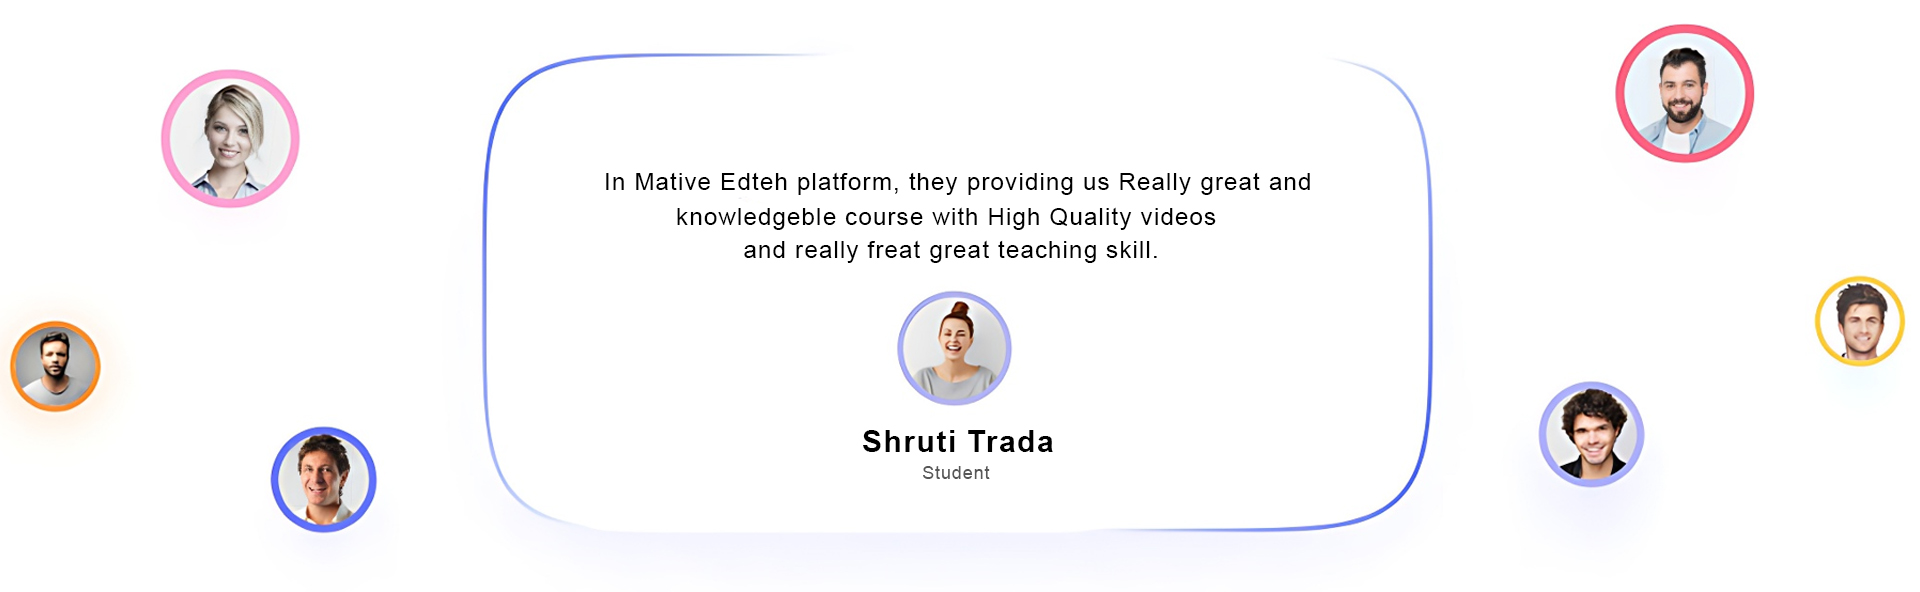 In Mative Edteh platform, they providing us Really great and
knowledgeble course with High Quality videos
and really freat great teaching skill.
Shruti Trada
Student